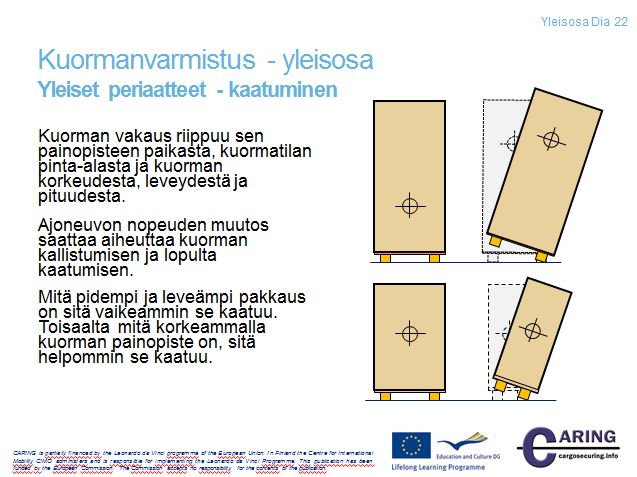 Yleisosa Dia 22
Kuormanvarmistus - yleisosa
Yleiset periaatteet - kaatuminen
Kuorman vakaus riippuu sen
painopisteen paikasta, kuormatilan
pinta-alasta ja kuorman
korkeudesta, leveydestä ja
pituudesta.
Ajoneuvon nopeuden muutos
saattaa aiheuttaa kuorman
kallistumisen ja lopulta
kaatumisen.
Mitä pidempi ja leveämpi pakkaus
on sitä vaikeammin se kaatuu.
Toisaalta mitä korkeammalla
kuorman painopiste on, sitä
helpommin se kaatuu.
CARING is partially financed by the Leonardo da Vinci programme of the European Union. In Finland the Centre for International
Mobility CIMO administers and is responsible for implementing the Leonardo da Vinci Programme. This publication has been
funded by the European Commission. The Commission accepts no responsibility for the contents of the publication.
Education and Culture DG
Lifelong Learning Programme
CARING
cargosecuring.info